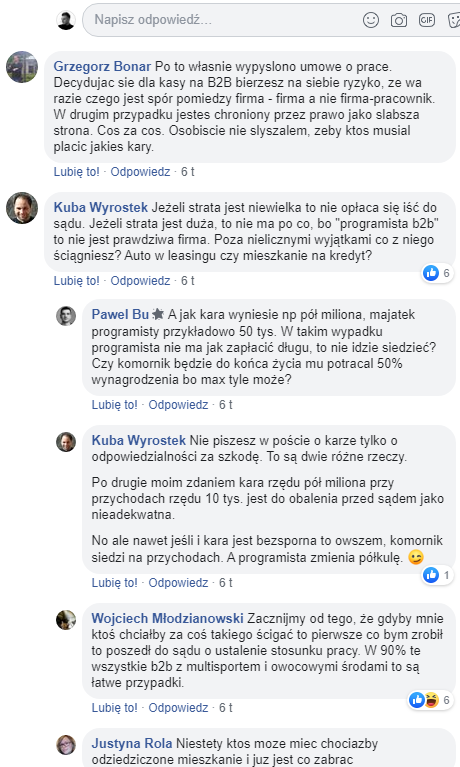 Napisz odpowiedź...
GIF
Grzegorz Bonar Po to własnie wypyslono umowe o prace.
Decydujac sie dla kasy na B2B bierzesz na siebie ryzyko, ze wa
razie czego jest spór pomiedzy firma - firma a nie firma-pracownik.
W drugim przypadku jestes chroniony przez prawo jako slabsza
strona. Cos za cos. Osobiscie nie slyszalem, zeby ktos musial
placic jakies kary.
Lubię to! · Odpowiedz · 6 t
Kuba Wyrostek Jeżeli strata jest niewielka to nie opłaca się iść do
sądu. Jeżeli strata jest duża, to nie ma po co, bo "programista b2b"
to nie jest prawdziwa firma. Poza nielicznymi wyjątkami co z niego
ściągniesz? Auto w leasingu czy mieszkanie na kredyt?
6
Lubię to! · Odpowiedz · 6 t
Pawel Bu A jak kara wyniesie np pół miliona, majatek
programisty przykładowo 50 tys. W takim wypadku
programista nie ma jak zapłacić długu, to nie idzie siedzieć?
Czy komornik będzie do końca życia mu potracal 50%
wynagrodzenia bo max tyle może?
Lubię to! · Odpowiedz · 6 t
Kuba Wyrostek Nie piszesz w poście o karze tylko o
odpowiedzialności za szkodę. To są dwie różne rzeczy.
Po drugie moim zdaniem kara rzędu pół miliona przy
przychodach rzędu 10 tys. jest do obalenia przed sądem jako
nieadekwatna.
No ale nawet jeśli i kara jest bezsporna to owszem, komornik
siedzi na przychodach. A programista zmienia półkulę. 😉
1
Lubię to! · Odpowiedz · 6 t
Wojciech Młodzianowski Zacznijmy od tego, że gdyby mnie
ktoś chciałby za coś takiego ścigać to pierwsze co bym zrobił
to poszedł do sądu o ustalenie stosunku pracy. W 90% te
wszystkie b2b z multisportem i owocowymi środami to są
łatwe przypadki.
6
Lubię to! · Odpowiedz · 6 t
Justyna Rola Niestety ktos moze miec chociazby
odziedziczone mieszkanie i juz jest co zabrac